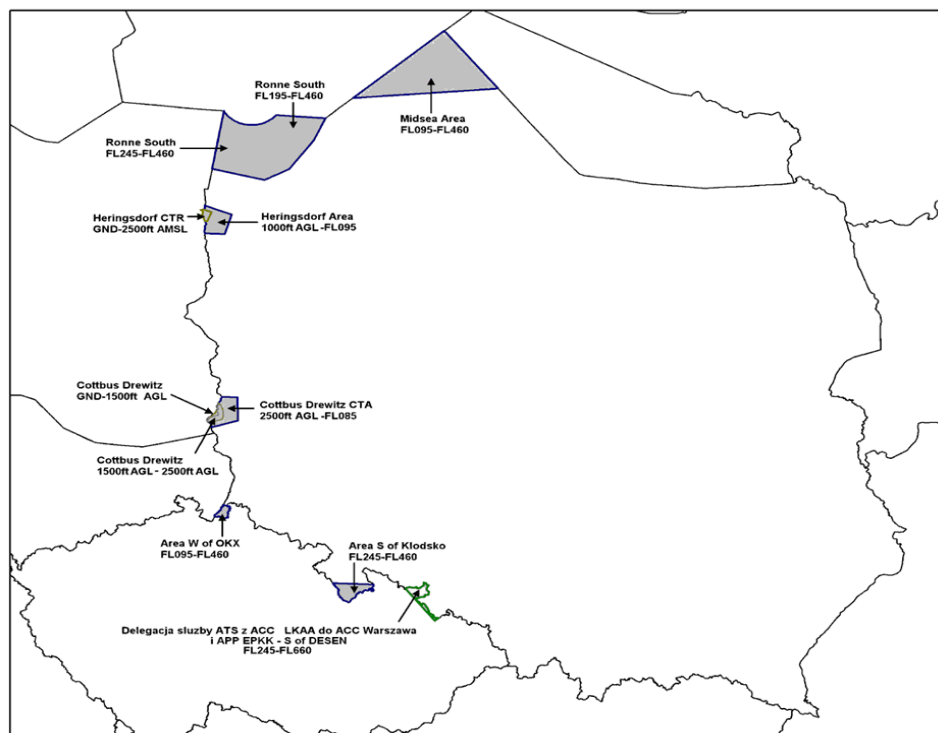 Ronne South
FL195-FL460
Midsea Area
FL095-FL460
Ronne South
FL245-FL460
Heringsdorf CTR
GND-2500ft AMSL
Heringsdorf Area
1000ft AGL -FL095
Cottbus Drewitz
GND-1500ft AGL
Cottbus Drewitz CTA
2500ft AGL -FL085
Cottbus Drewitz
1500ft AGL - 2500ft AGL
Area W of OKX
FL095-FL460
Area S of Klodsko
FL245-FL460
Delegacja sluzby ATS z ACC LKAA do ACC Warszawa
i APP EPKK - S of DESEN
FL245-FL660